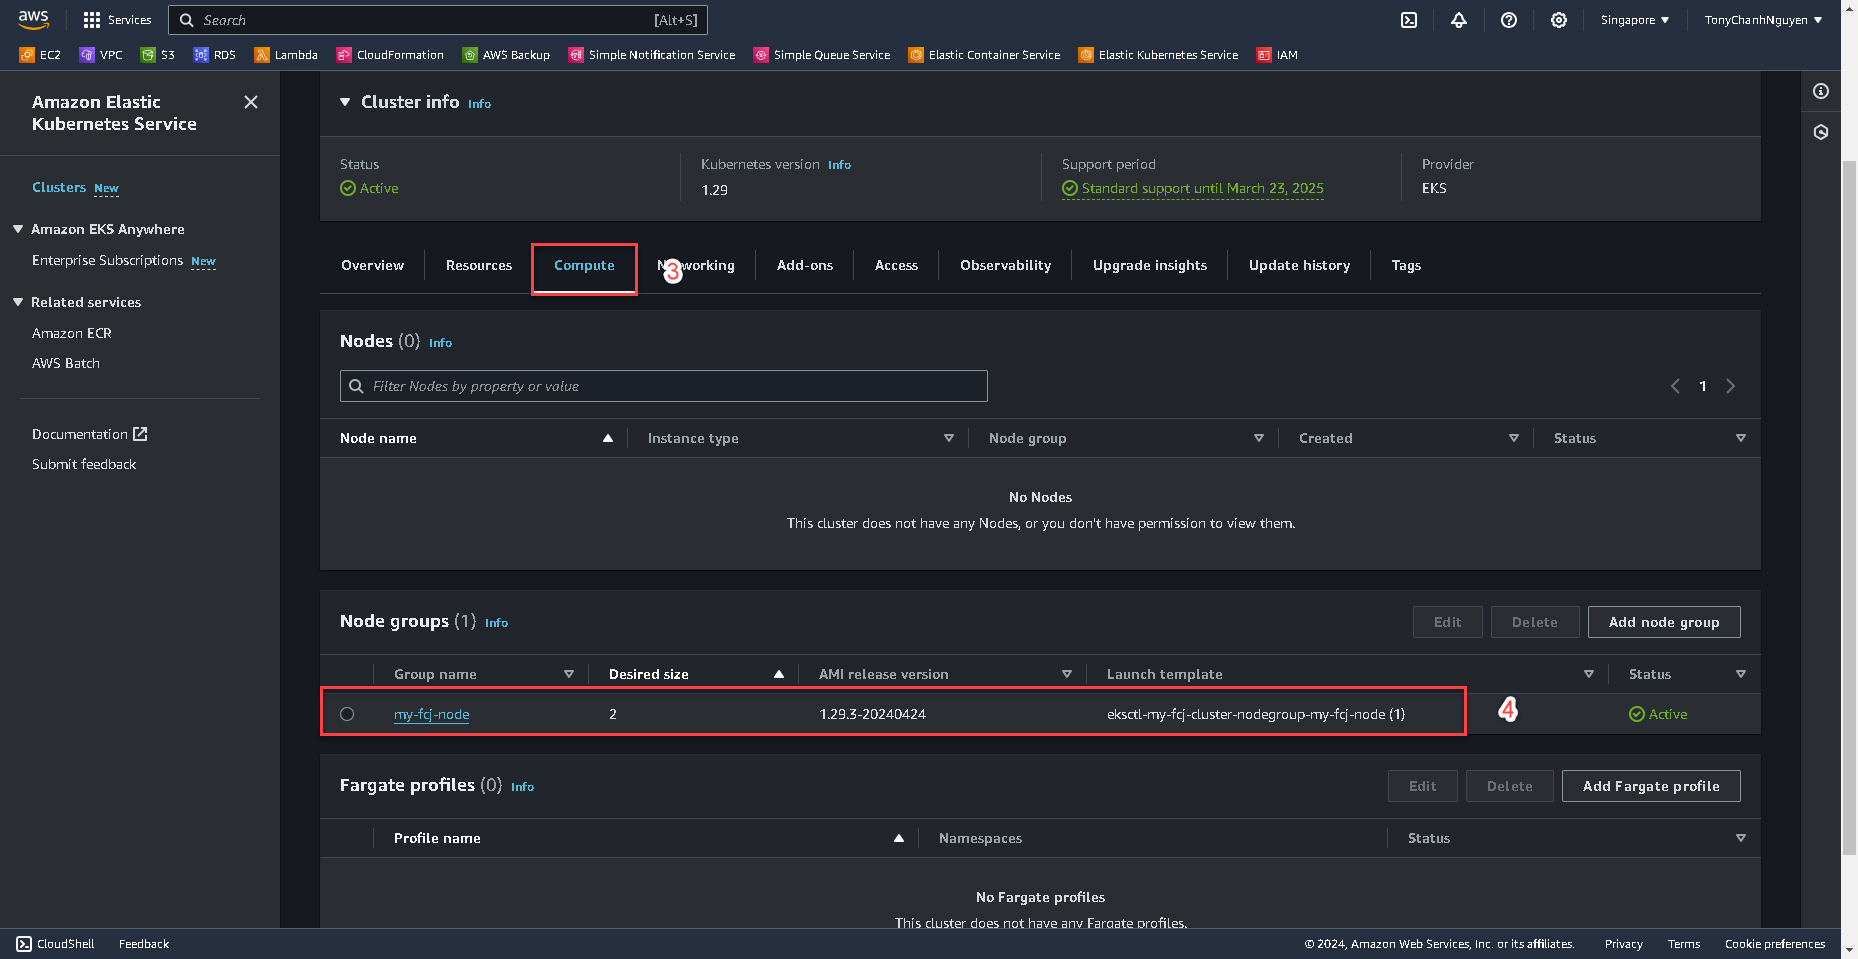 aws
Services
Search
[Alt+S]
Singapore ▼
TonyChanhNguyen ▼
EC2
VPC
S3
RDS
Lambda
CloudFormation
AWS Backup
Simple Notification Service
Simple Queue Service
Elastic Container Service
Elastic Kubernetes Service
IAM
Amazon Elastic
Kubernetes Service
Clusters New
Amazon EKS Anywhere
Enterprise Subscriptions New
Related services
Amazon ECR
AWS Batch
Documentation
Submit feedback
Cluster info Info
Status
Active
Kubernetes version Info
1.29
Support period
Standard support until March 23, 2025
Provider
EKS
Overview
Resources
Compute
3
Networking
Add-ons
Access
Observability
Upgrade insights
Update history
Tags
Nodes (0) Info
Filter Nodes by property or value
1
Node name
Instance type
Node group
Created
Status
No Nodes
This cluster does not have any Nodes, or you don't have permission to view them.
Node groups (1) Info
Edit
Delete
Add node group
Group name
Desired size
AMI release version
Launch template
Status
my-fcj-node
2
1.29.3-20240424
eksctl-my-fcj-cluster-nodegroup-my-fcj-node (1)
4
Active
Fargate profiles (0) Info
Edit
Delete
Add Fargate profile
Profile name
Namespaces
Status
No Fargate profiles
This cluster does not have any Fargate profiles.
CloudShell
Feedback
© 2024, Amazon Web Services, Inc. or its affiliates.
Privacy
Terms
Cookie preferences